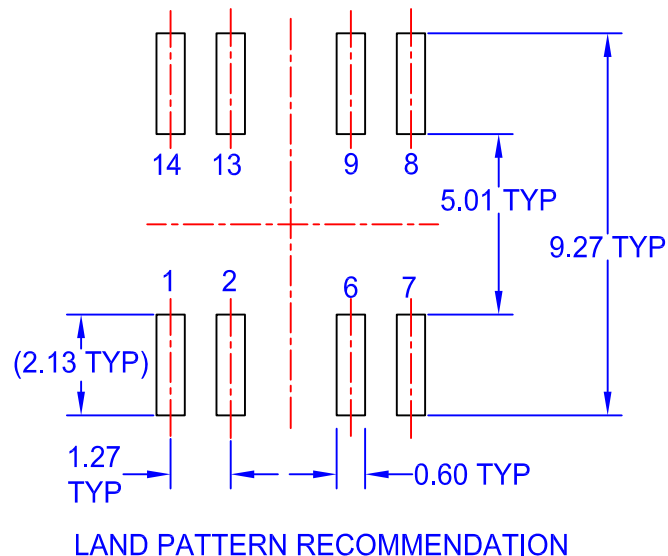 14 13 9 8
5.01 TYP
9.27 TYP
1 2 6 7
(2.13 TYP)
1.27
TYP
0.60 TYP
LAND PATTERN RECOMMENDATION